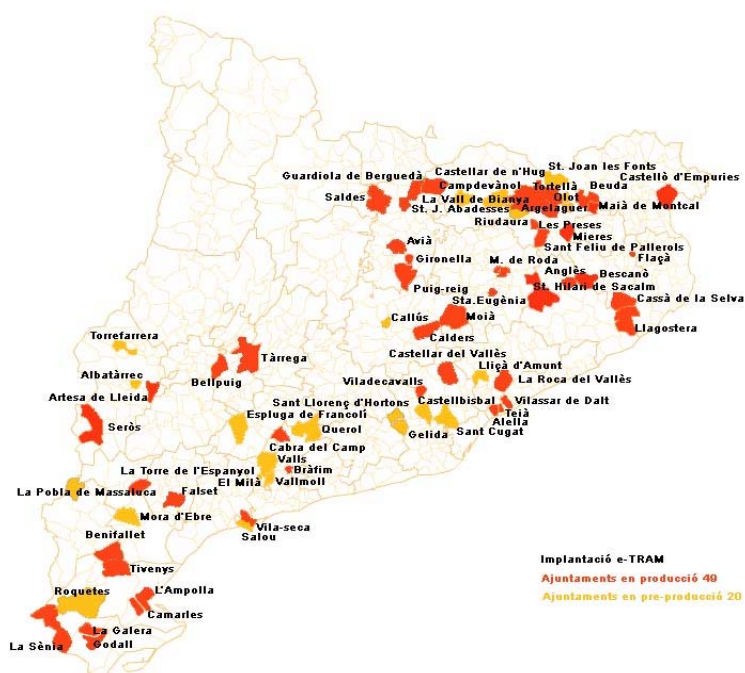 St. Joan les Fonts
Guardiola de Berguedà
Castellar de n'Hug
Castellò d'Empuries
Campdevànol
Tortellà
Beuda
Saldes
La Vall de Bianya
Olot
Maià de Montcal
St. J. Abadesses
Argelaguer
Riudaura
Les Preses
Mieres
Avià
Sant Feliu de Pallerols
Gironella
M. de Roda
Anglès
Flaçà
Bescanò
Puig-reig
St. Hilari de Sacalm
Sta.Eugènia
Cassà de la Selva
Callús
Moià
Llagostera
Calders
Torrefarrera
Tàrrega
Castellar del Vallès
Lliçà d'Amunt
Albatàrrec
Bellpuig
Viladecavalls
La Roca del Vallès
Artesa de Lleida
Sant Llorenç d'Hortons
Castellbisbal
Vilassar de Dalt
Espluga de Francolí
Teià
Seròs
Querol
Alella
Gelida
Sant Cugat
Cabra del Camp
Valls
La Torre de l'Espanyol
Bràfim
El Milà
Vallmoll
La Pobla de Massaluca
Falset
Mora d'Ebre
Vila-seca
Salou
Benifallet
Tivenys
Roquetes
L'Ampolla
Camarles
La Galera
La Sènia
Godall
Implantació e-TRAM
Ajuntaments en producció 49
Ajuntaments en pre-producció 20